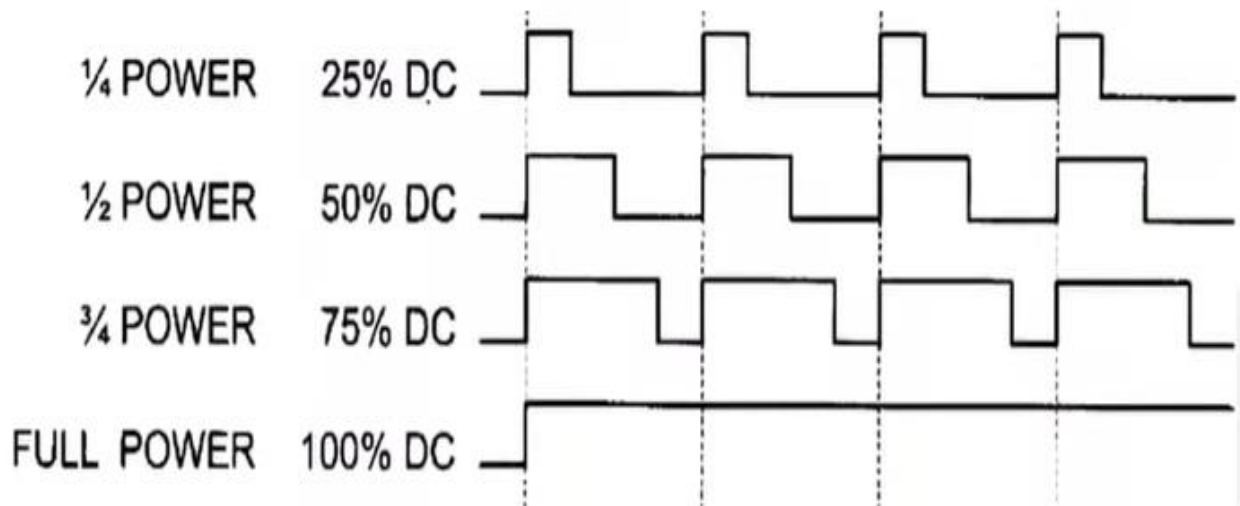 ¼ POWER 25% DC
½ POWER 50% DC
¾ POWER 75% DC
FULL POWER 100% DC